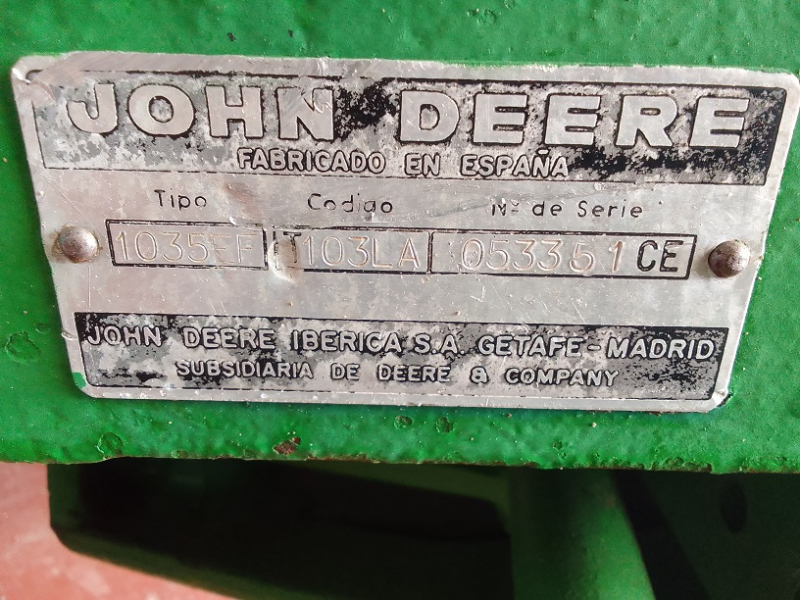 JOHN DEERE
FABRICADO EN ESPAÑA
Tipo Codigo Nº de Serie
1035EF T103LA 053351 CE
JOHN DEERE IBERICA S.A. GETAFE-MADRID
SUBSIDIARIA DE DEERE & COMPANY